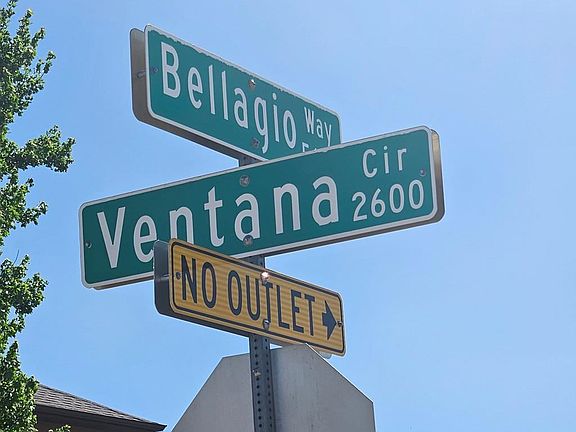 Bellagio Way
Ventana Cir
2600
NO OUTLET